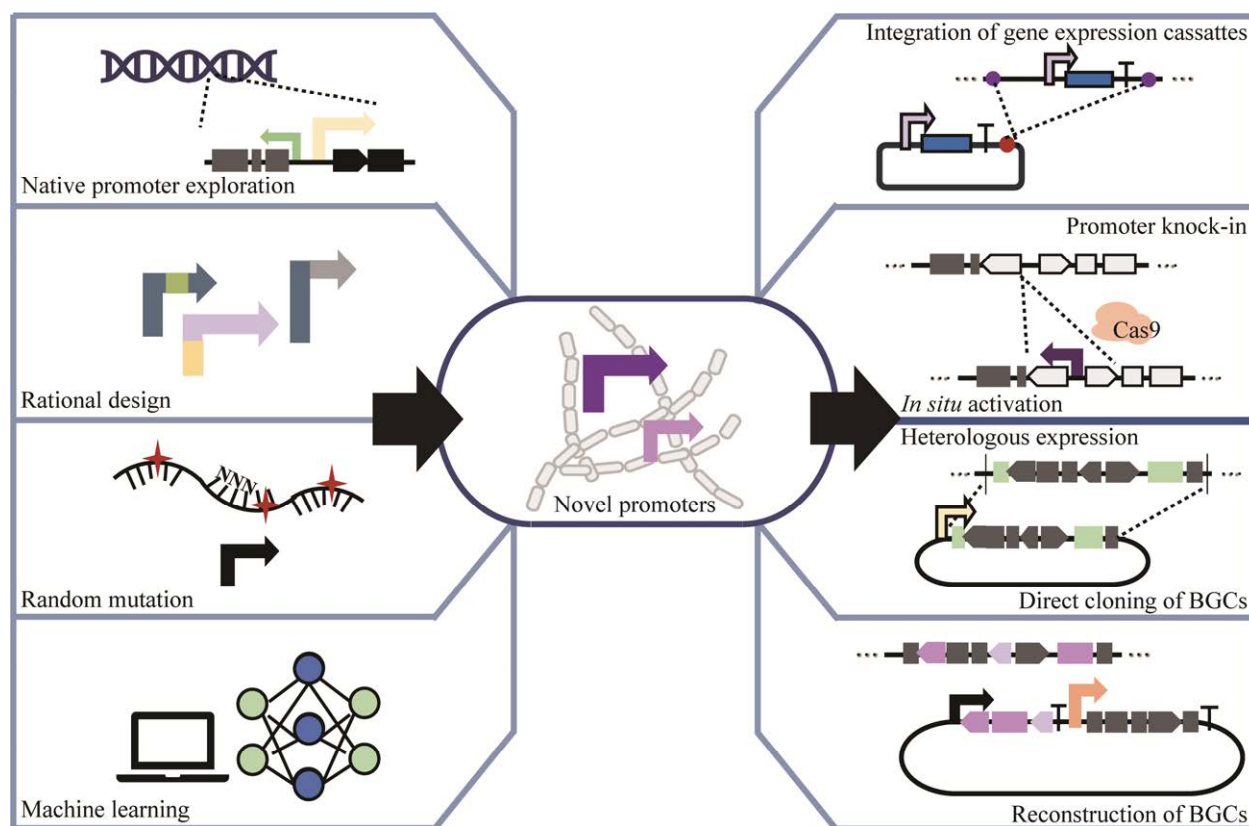 Native promoter exploration
Rational design
NNN
Random mutation
Machine learning
Novel promoters
Integration of gene expression cassattes
Promoter knock-in
Cas9
In situ activation
Heterologous expression
Direct cloning of BGCs
Reconstruction of BGCs